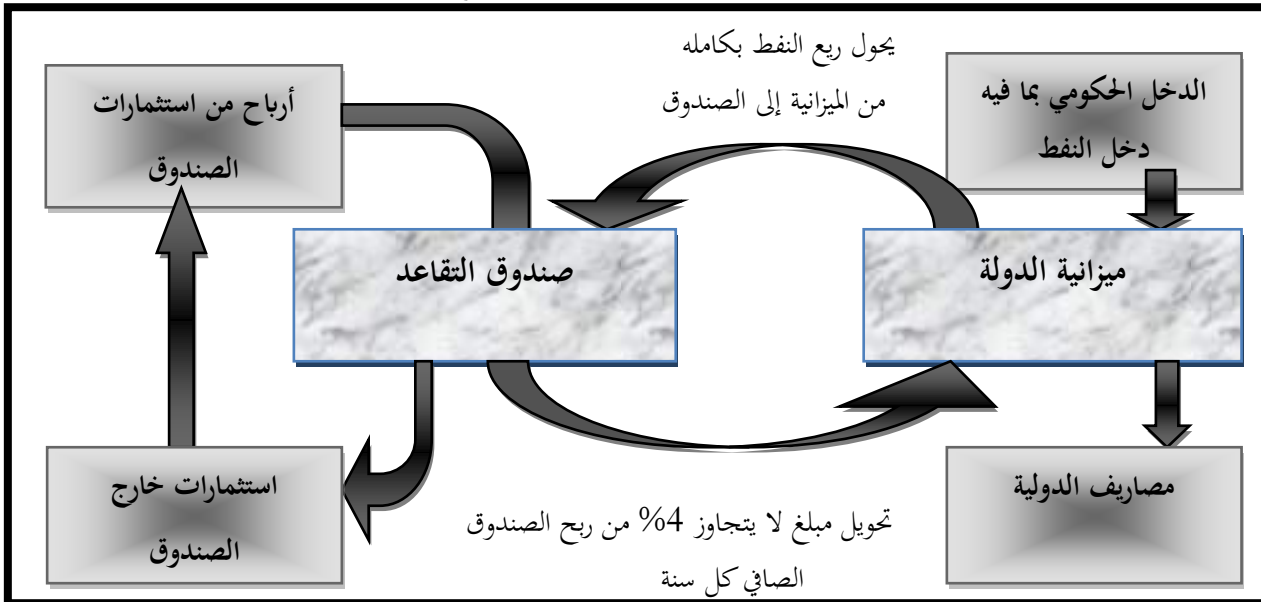 يحول ريع النفط بكامله
من الميزانية إلى الصندوق
الدخل الحكومي بما فيه
دخل النفط
أرباح من استثمارات
الصندوق
ميزانية الدولة
صندوق التقاعد
مصاريف الدولية
استثمارات خارج
الصندوق
تحويل مبلغ لا يتجاوز 4% من ربح الصندوق
الصافي كل سنة